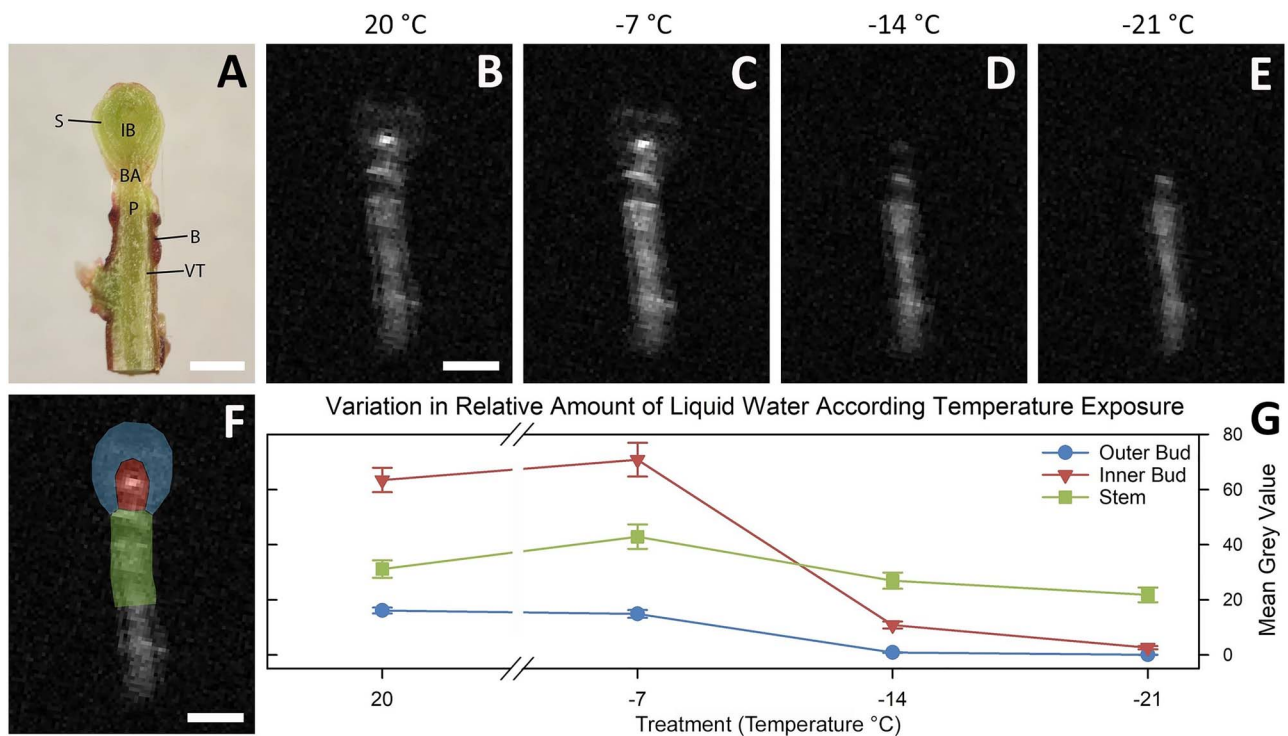 20 °C
-7 °C
-14 °C
-21 °C
A
S
IB
BA
P
B
VT
B
C
D
E
F
Variation in Relative Amount of Liquid Water According Temperature Exposure
G
Outer Bud
Inner Bud
Stem
80
60
40
20
0
Mean Grey Value
20
-7
-14
-21
Treatment (Temperature °C)